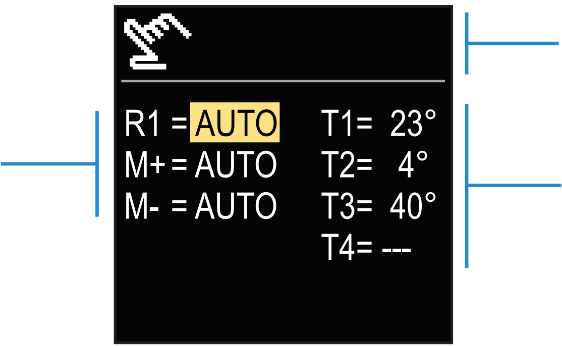 R1 = AUTO T1= 23°
M+ = AUTO T2= 4°
M- = AUTO T3= 40°
T4= ---